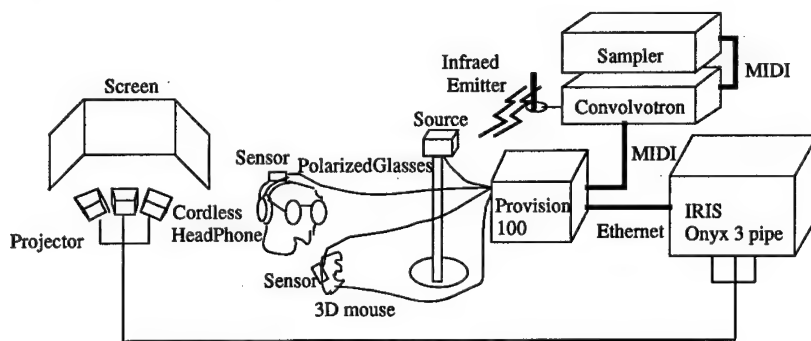 Sampler
MIDI
Infraed
Emitter
Convolvotron
Screen
Source
MIDI
Sensor
PolarizedGlasses
Cordless
HeadPhone
Projector
Provision
100
Ethernet
IRIS
Onyx 3 pipe
Sensor
3D mouse